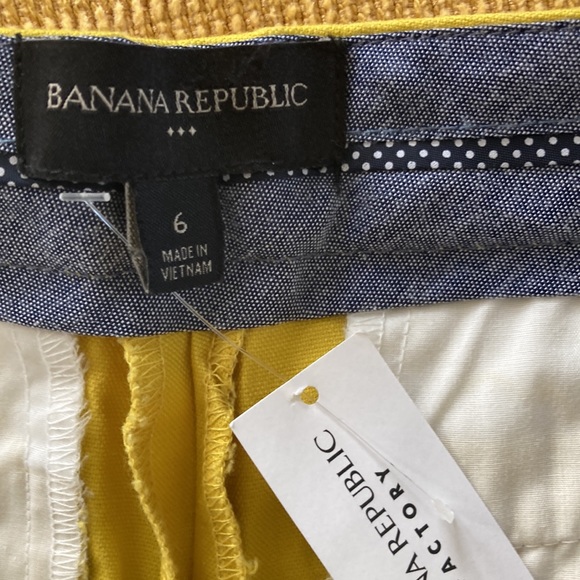 BANANA REPUBLIC
6
MADE IN
VIETNAM
REPUBLIC